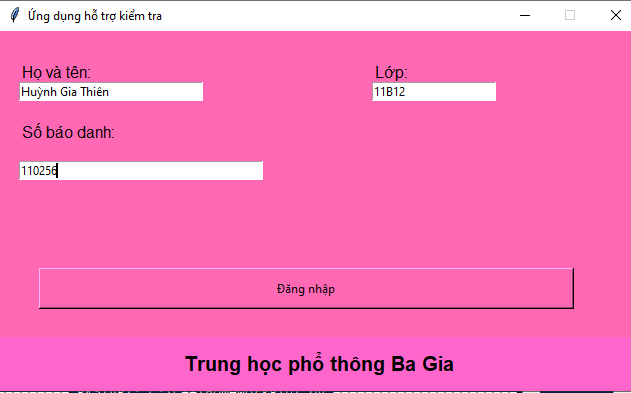 Ứng dụng hỗ trợ kiểm tra
Họ và tên: Lớp:
Huỳnh Gia Thiên 11B12
Số báo danh:
110256
Đăng nhập
Trung học phổ thông Ba Gia